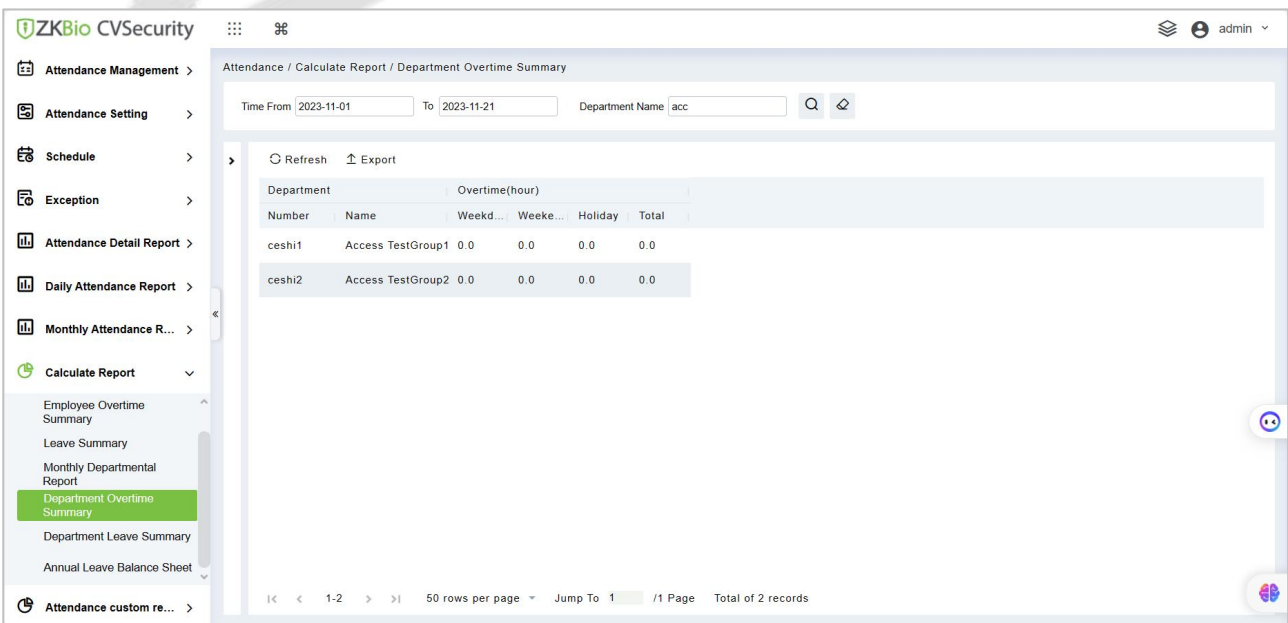 ZKBio CVSecurity
admin
Attendance Management
Attendance Setting
Schedule
Exception
Attendance Detail Report
Daily Attendance Report
Monthly Attendance R...
Calculate Report
Employee Overtime
Summary
Leave Summary
Monthly Departmental
Report
Department Overtime
Summary
Department Leave Summary
Annual Leave Balance Sheet
Attendance custom re...
Attendance / Calculate Report / Department Overtime Summary
Time From 2023-11-01 To 2023-11-21 Department Name acc
Refresh Export
Department Overtime(hour)
Number Name Weekd... Weeke... Holiday Total
ceshi1 Access TestGroup1 0.0 0.0 0.0 0.0
ceshi2 Access TestGroup2 0.0 0.0 0.0 0.0
1-2 50 rows per page Jump To 1 /1 Page Total of 2 records